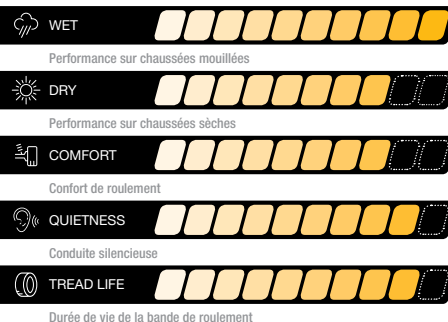 WET
Performance sur chaussées mouillées
DRY
Performance sur chaussées sèches
COMFORT
Confort de roulement
QUIETNESS
Conduite silencieuse
TREAD LIFE
Durée de vie de la bande de roulement